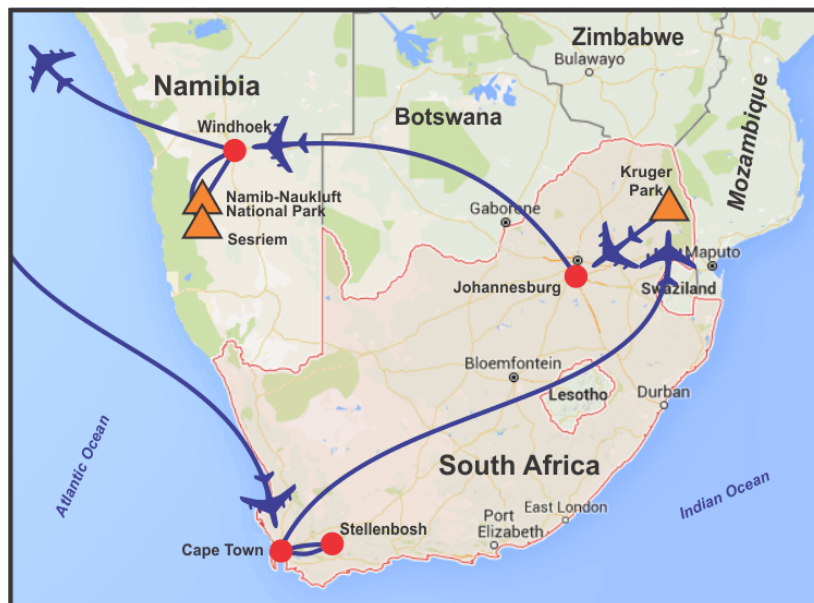 Zimbabwe
Bulawayo
Namibia
Mozambique
Botswana
Windhoek
Kruger
Park
Namib-Naukluft
National Park
Gaborone
Sesriem
Maputo
Johannesburg
Swaziland
Bloemfontein
Lesotho
Durban
Atlantic Ocean
South Africa
Indian Ocean
East London
Stellenbosh
Port
Elizabeth
Cape Town